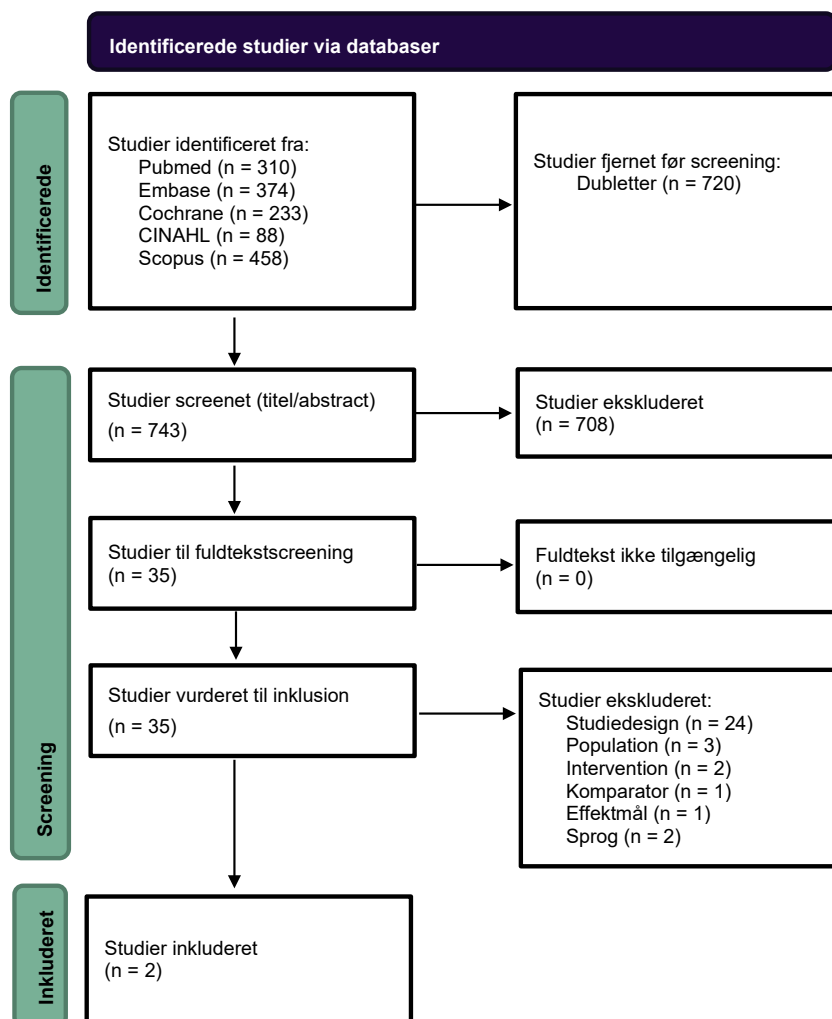 Identificerede studier via databaser
Identificerede
Studier identificeret fra:
Pubmed (n = 310)
Embase (n = 374)
Cochrane (n = 233)
CINAHL (n = 88)
Scopus (n = 458)
Studier fjernet før screening:
Dubletter (n = 720)
Screening
Studier screenet (titel/abstract)
(n = 743)
Studier ekskluderet
(n = 708)
Studier til fuldtekstscreening
(n = 35)
Fuldtekst ikke tilgængelig
(n = 0)
Studier vurderet til inklusion
(n = 35)
Studier ekskluderet:
Studiedesign (n = 24)
Population (n = 3)
Intervention (n = 2)
Komparator (n = 1)
Effektmål (n = 1)
Sprog (n = 2)
Inkluderet
Studier inkluderet
(n = 2)